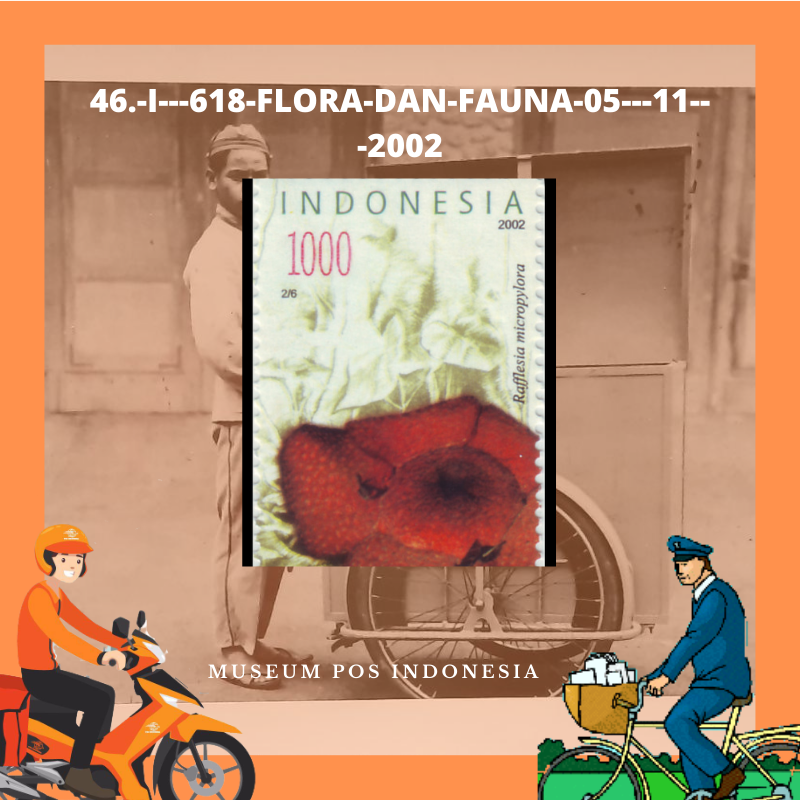 46.-I---618-FLORA-DAN-FAUNA-05---11--
-2002
INDONESIA
2002
1000
2/6
Rafflesia micropylora
MUSEUM POS INDONESIA